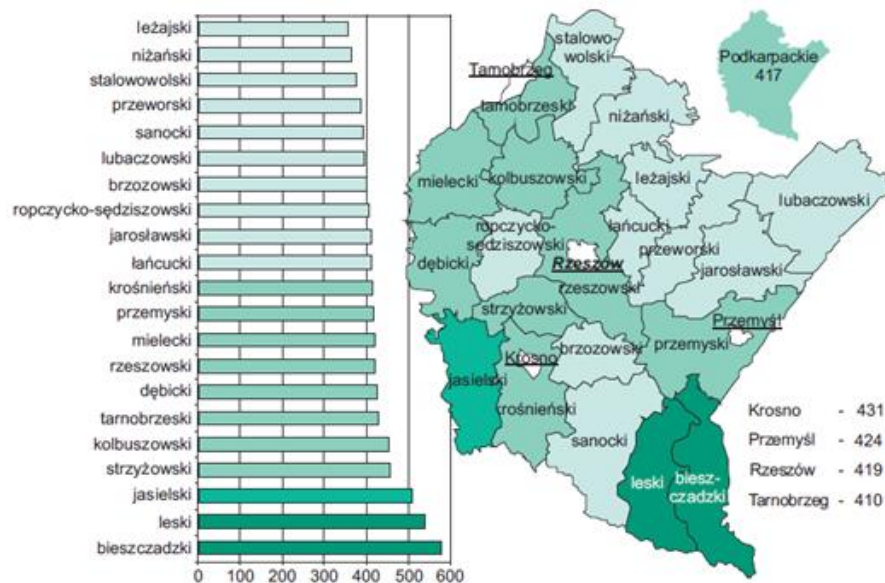 leżajski
niżański
stalowowolski
przeworski
sanocki
lubaczowski
brzozowski
ropczycko-sędziszowski
jarosławski
łańcucki
krośnieński
przemyski
mielecki
rzeszowski
dębicki
tarnobrzeski
kolbuszowski
strzyżowski
jasielski
leski
bieszczadzki
0 100 200 300 400 500 600
stalowo-
wolski
Tarnobrzeg
tarnobrzeski
niżański
Podkarpackie
417
mielecki
kolbuszowski
leżajski
lubaczowski
ropczycko-
sędziszowski
łańcucki
przeworski
jarosławski
dębicki
Rzeszów
rzeszowski
strzyżowski
Przemyśl
przemyski
Krosno
brzozowski
jasielski
krośnieński
sanocki
leski
biesz-
czadzki
Krosno - 431
Przemyśl - 424
Rzeszów - 419
Tarnobrzeg - 410